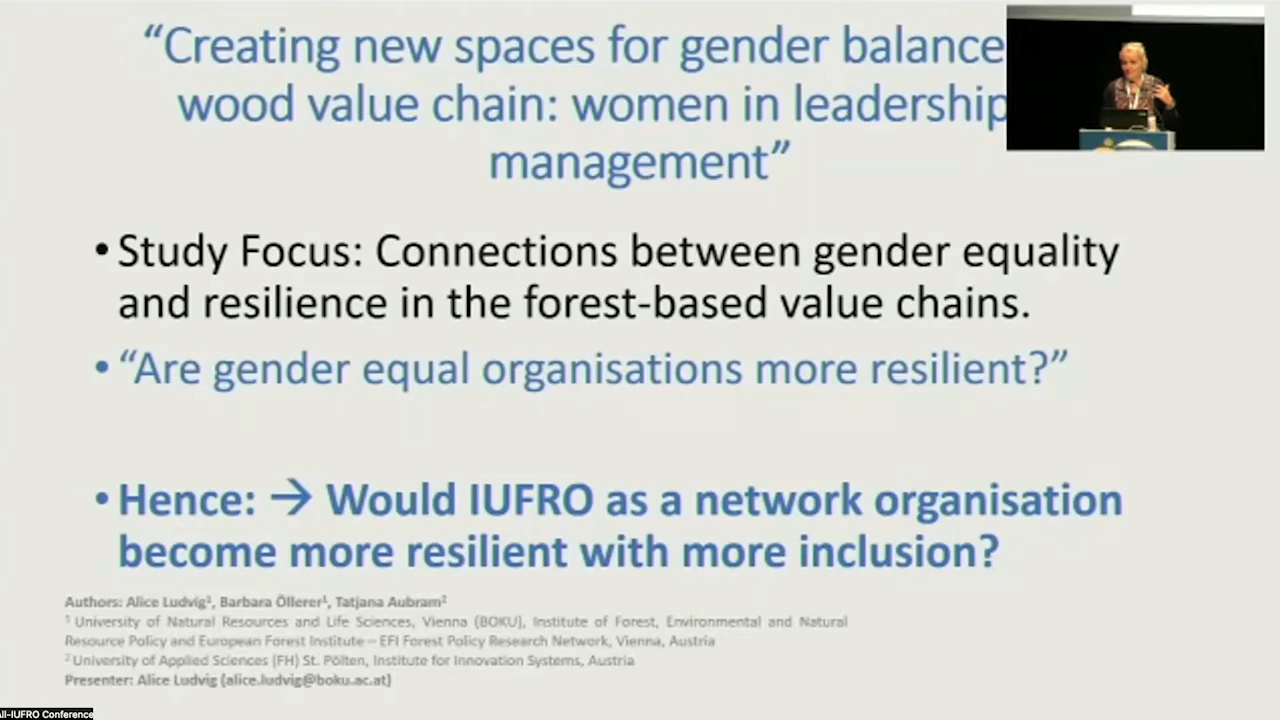 “Creating new spaces for gender balance
wood value chain: women in leadership
management”
• Study Focus: Connections between gender equality
and resilience in the forest-based value chains.
• “Are gender equal organisations more resilient?”
• Hence: → Would IUFRO as a network organisation
become more resilient with more inclusion?
Authors: Alice Ludvig¹, Barbara Öllerer¹, Tatjana Aubram²
¹ University of Natural Resources and Life Sciences, Vienna (BOKU), Institute of Forest, Environmental and Natural
Resource Policy and European Forest Institute – EFI Forest Policy Research Network, Vienna, Austria
² University of Applied Sciences (FH) St. Pölten, Institute for Innovation Systems, Austria
Presenter: Alice Ludvig (alice.ludvig@boku.ac.at)
All-IUFRO Conference